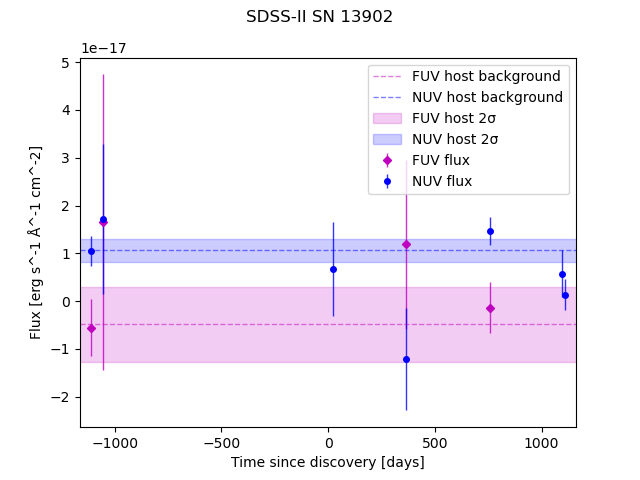 SDSS-II SN 13902
1e−17
FUV host background
NUV host background
FUV host 2σ
NUV host 2σ
FUV flux
NUV flux
5
4
3
2
1
0
−1
−2
Flux [erg s^-1 Å^-1 cm^-2]
−1000 −500 0 500 1000
Time since discovery [days]